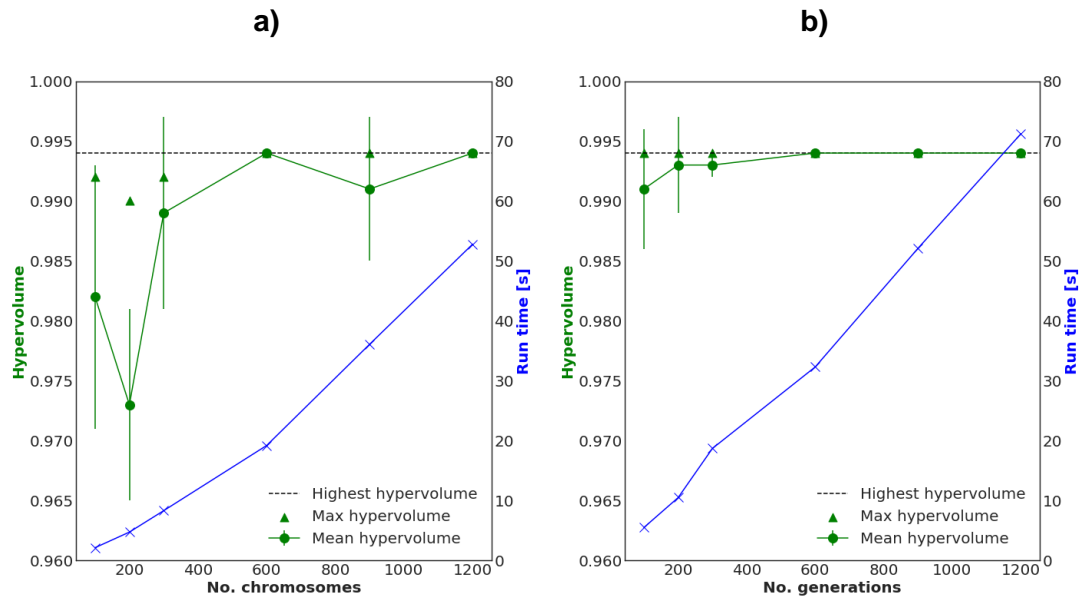 a)
1.000
0.995
0.990
0.985
0.980
0.975
0.970
0.965
0.960
Hypervolume
80
70
60
50
40
30
20
10
0
Run time [s]
Highest hypervolume
Max hypervolume
Mean hypervolume
200 400 600 800 1000 1200
No. chromosomes
b)
1.000
0.995
0.990
0.985
0.980
0.975
0.970
0.965
0.960
Hypervolume
80
70
60
50
40
30
20
10
0
Run time [s]
Highest hypervolume
Max hypervolume
Mean hypervolume
200 400 600 800 1000 1200
No. generations